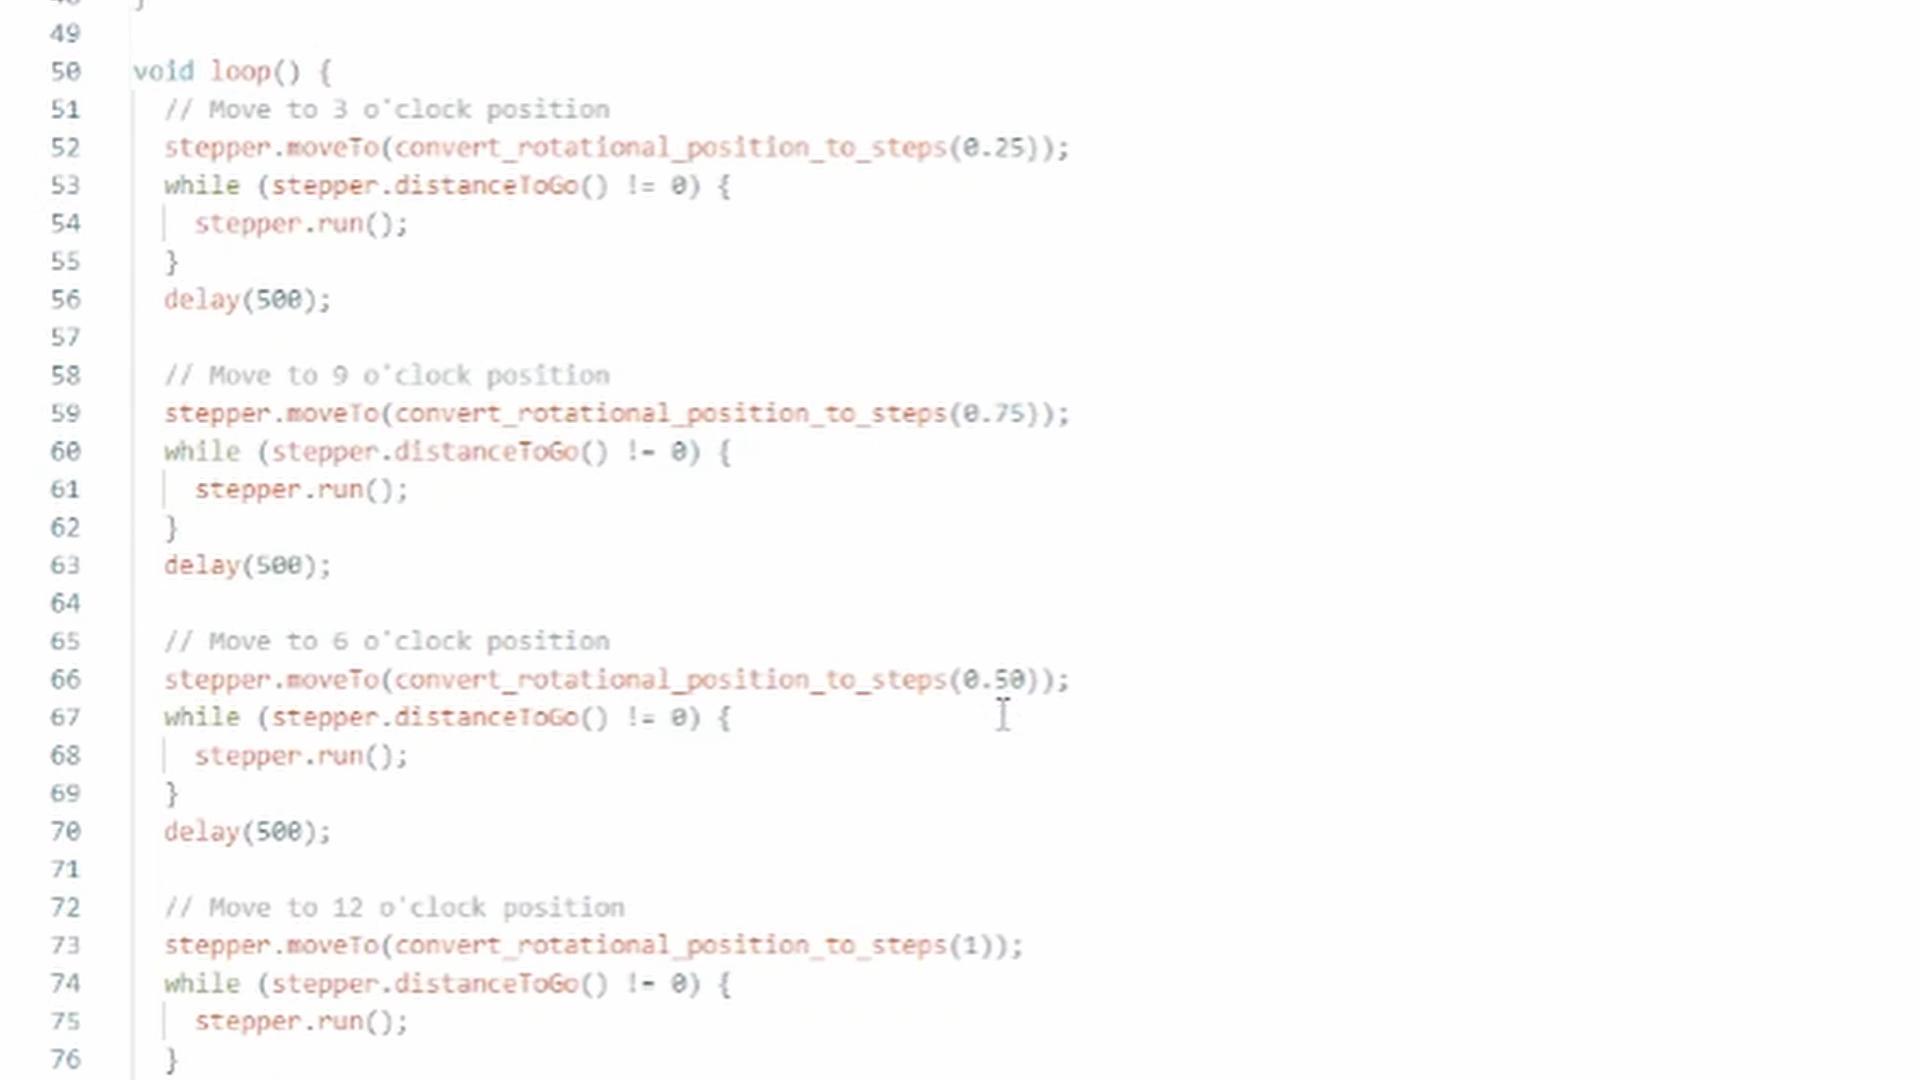 49
50 void loop() {
51 // Move to 3 o'clock position
52 stepper.moveTo(convert_rotational_position_to_steps(0.25));
53 while (stepper.distanceToGo() != 0) {
54 stepper.run();
55 }
56 delay(500);
57
58 // Move to 9 o'clock position
59 stepper.moveTo(convert_rotational_position_to_steps(0.75));
60 while (stepper.distanceToGo() != 0) {
61 stepper.run();
62 }
63 delay(500);
64
65 // Move to 6 o'clock position
66 stepper.moveTo(convert_rotational_position_to_steps(0.50));
67 while (stepper.distanceToGo() != 0) {
68 stepper.run();
69 }
70 delay(500);
71
72 // Move to 12 o'clock position
73 stepper.moveTo(convert_rotational_position_to_steps(1));
74 while (stepper.distanceToGo() != 0) {
75 stepper.run();
76 }